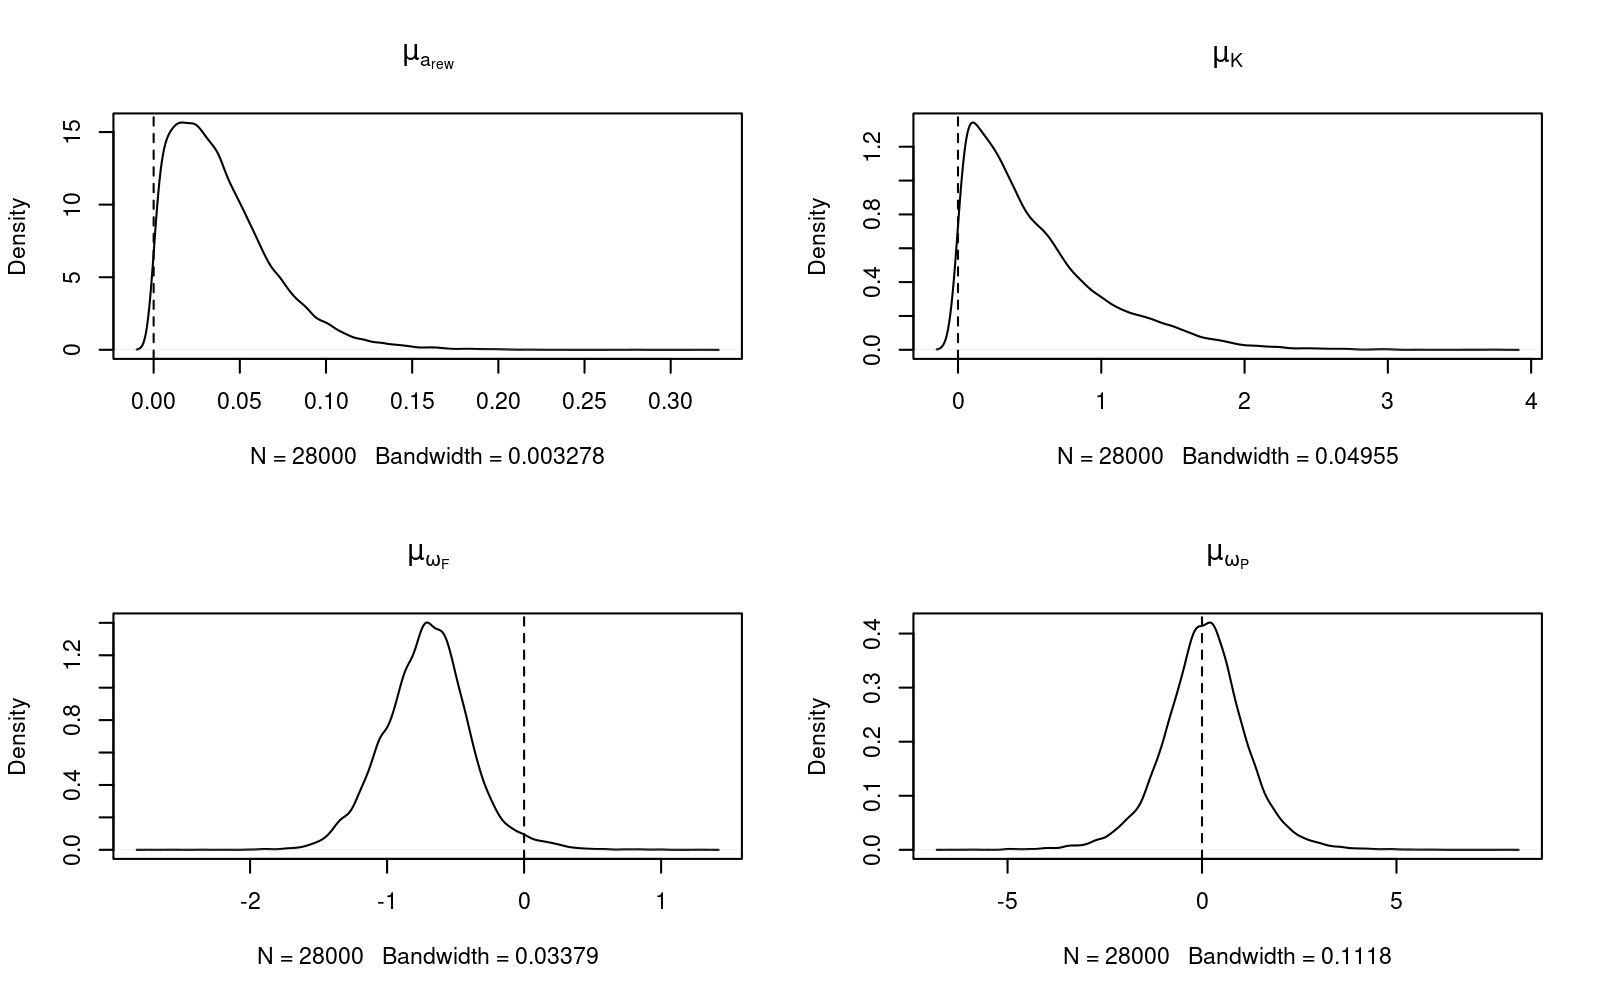 μ_{a_{rew}}
Density
0 5 10 15
0.00 0.05 0.10 0.15 0.20 0.25 0.30
N = 28000 Bandwidth = 0.003278
μ_K
Density
0.0 0.4 0.8 1.2
0 1 2 3 4
N = 28000 Bandwidth = 0.04955
μ_{ω_F}
Density
0.0 0.4 0.8 1.2
-2 -1 0 1
N = 28000 Bandwidth = 0.03379
μ_{ω_P}
Density
0.0 0.1 0.2 0.3 0.4
-5 0 5
N = 28000 Bandwidth = 0.1118